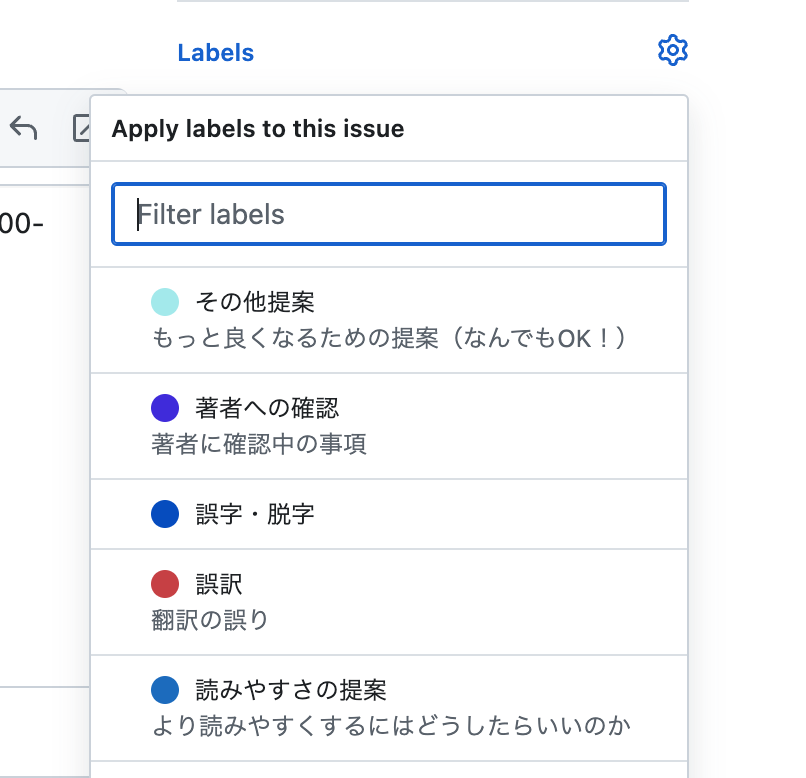 Labels
Apply labels to this issue
00-
Filter labels
その他提案
もっと良くなるための提案（なんでもOK！）
著者への確認
著者に確認中の事項
誤字・脱字
誤訳
翻訳の誤り
読みやすさの提案
より読みやすくするにはどうしたらいいのか